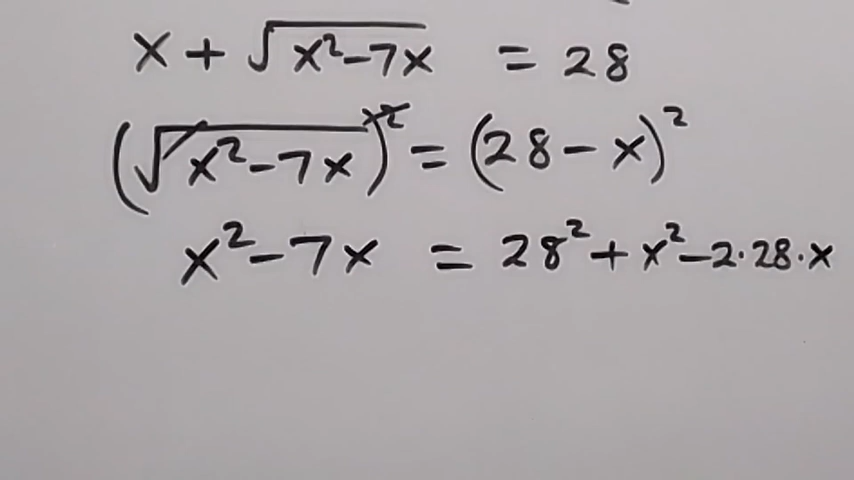 x + √(x² − 7x) = 28
(√(x² − 7x))² = (28 − x)²
x² − 7x = 28² + x² − 2·28·x